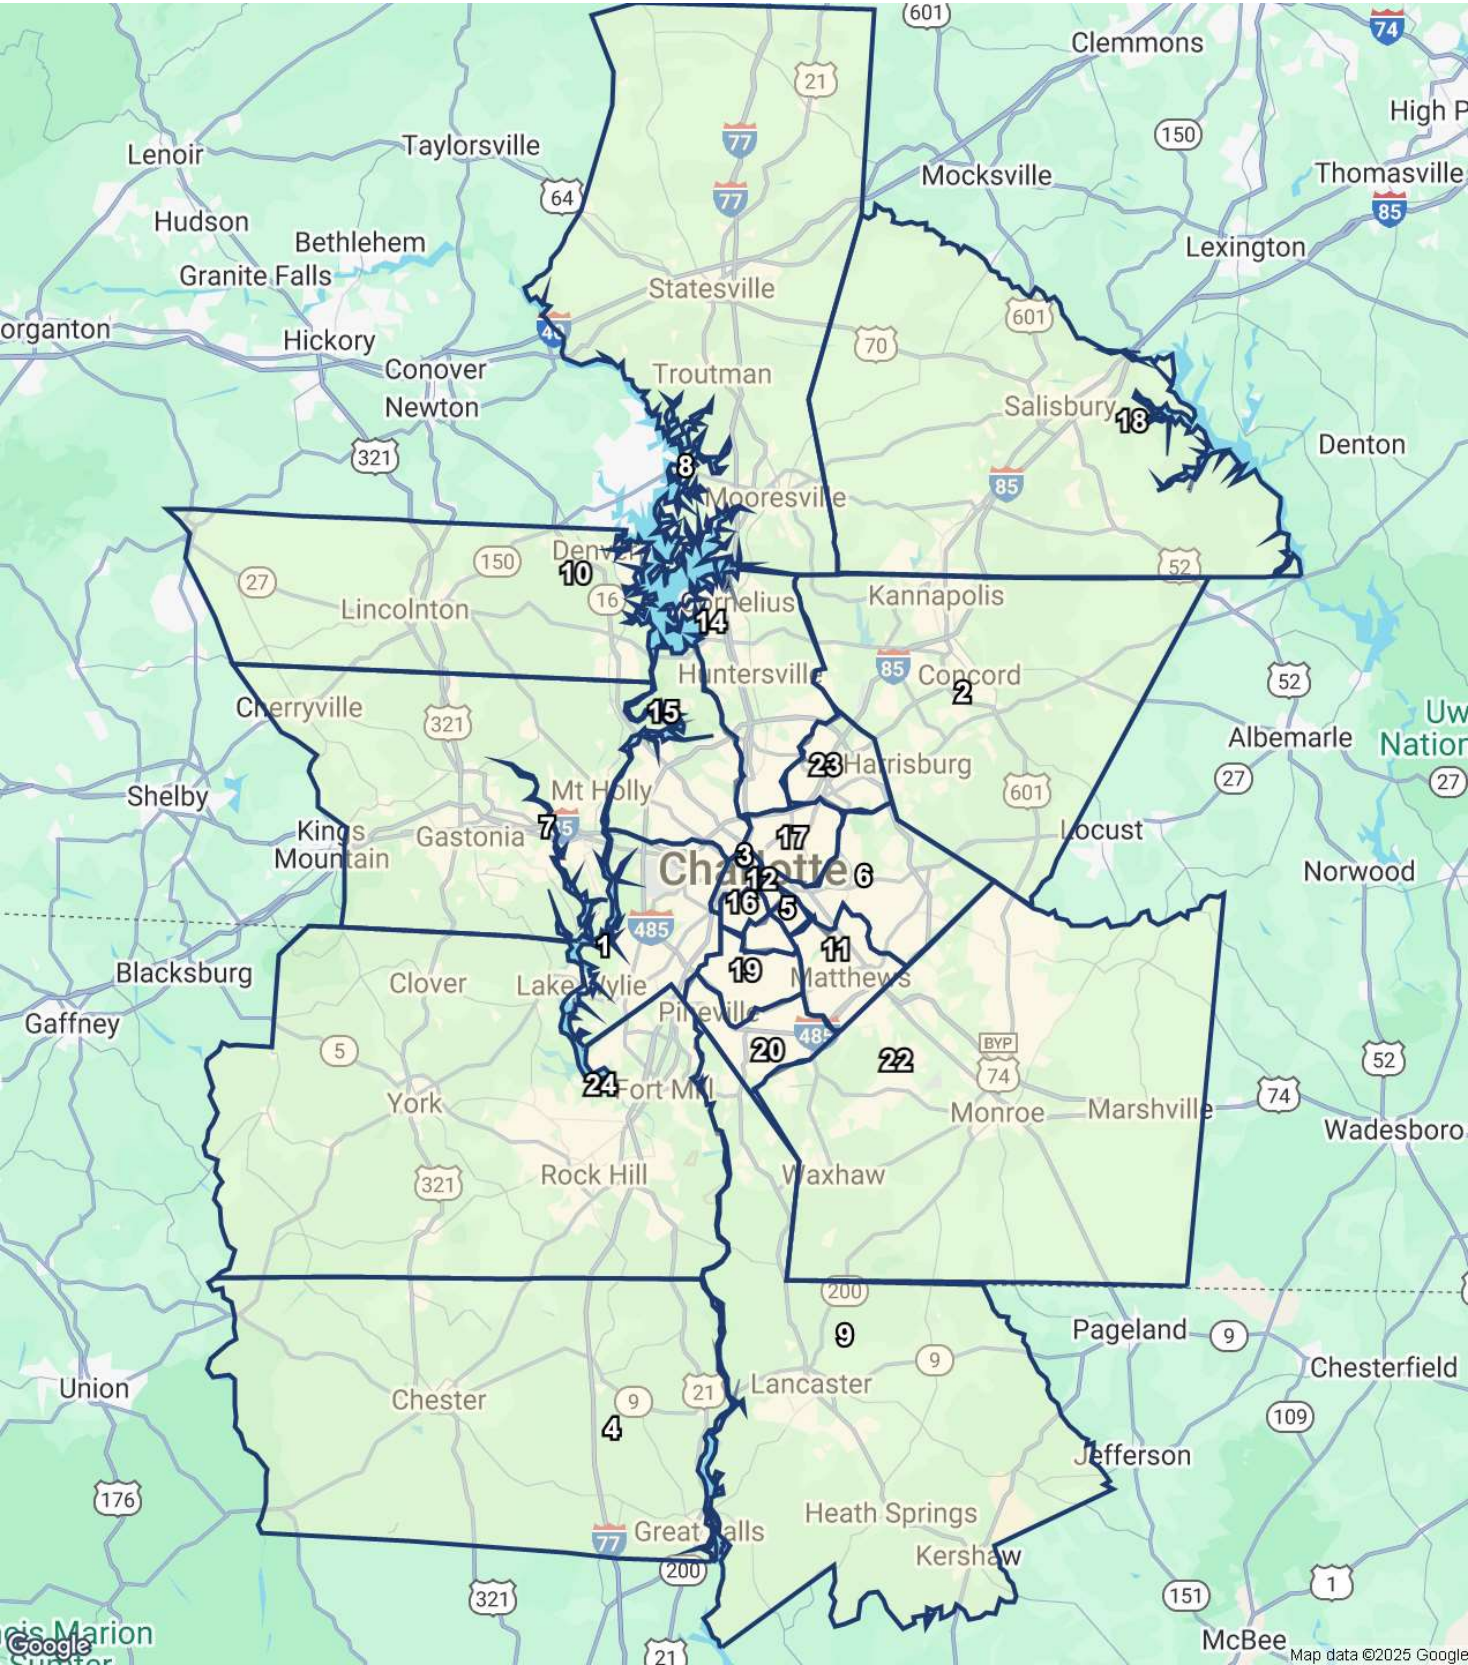 601
74
Clemmons
21
High P
77
150
Lenoir
Taylorsville
Mocksville
Thomasville
64
77
85
Hudson
Bethlehem
Lexington
Granite Falls
Statesville
601
organton
40
Hickory
70
Conover
Troutman
Newton
Salisbury
18
Denton
321
8
85
Mooresville
Denver
150
10
52
27
16
Kannapolis
Lincolnton
Cornelius
14
Huntersville
85
Concord
52
2
Cherryville
15
321
Uw
Nation
Albemarle
23
Harrisburg
27
27
Mt Holly
601
Shelby
7
Kings
Mountain
Gastonia
17
Locust
3
Charlotte
12
6
Norwood
16
5
485
1
11
Blacksburg
19
Matthews
Clover
Lake Wylie
Gaffney
Pineville
485
5
BYP
20
22
52
74
24
Fort Mill
74
York
Monroe
Marshville
Wadesboro
Rock Hill
Waxhaw
321
200
9
Pageland
9
9
Chesterfield
Union
Lancaster
Chester
9
21
109
4
Jefferson
176
Heath Springs
Great Falls
77
Kershaw
200
321
151
1
Marion
Google
Sumter
21
McBee
Map data ©2025 Google